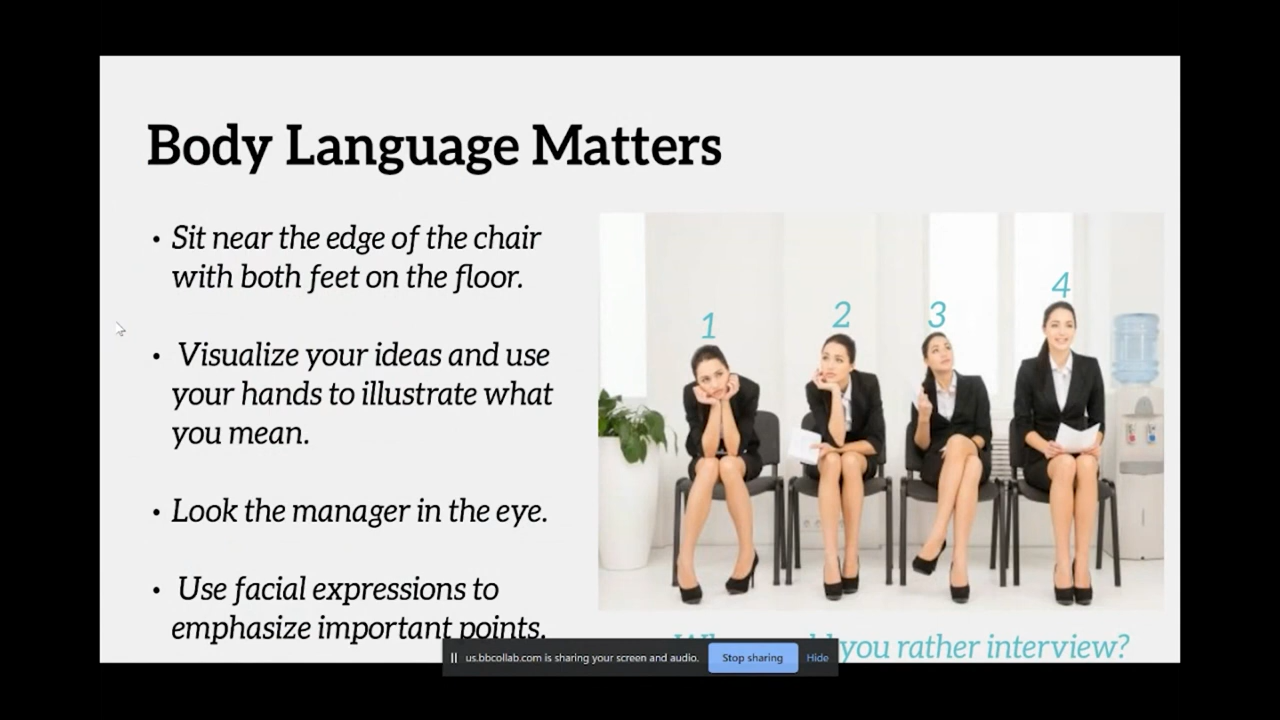 Body Language Matters
• Sit near the edge of the chair
with both feet on the floor.
• Visualize your ideas and use
your hands to illustrate what
you mean.
• Look the manager in the eye.
• Use facial expressions to
emphasize important points.
1
2
3
4
you rather interview?
us.bbcollab.com is sharing your screen and audio.
Stop sharing
Hide